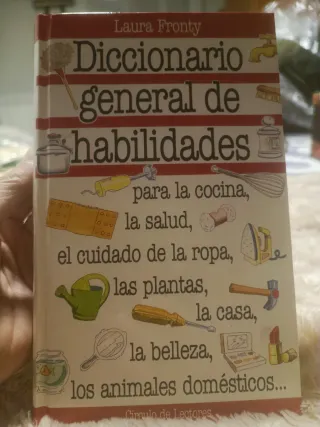 Laura Fronty
Diccionario
general de
habilidades
para la cocina,
la salud,
el cuidado de la ropa,
las plantas,
la casa,
la belleza,
los animales domésticos...
Círculo de Lectores